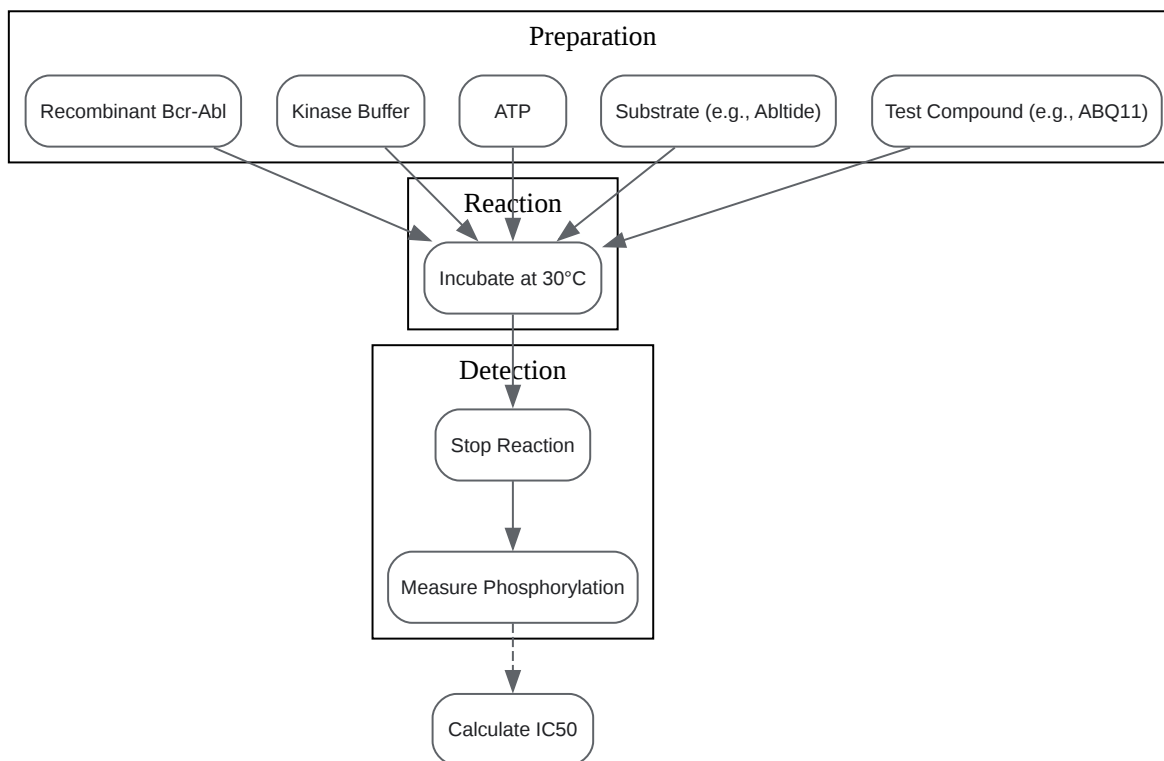 Preparation
Recombinant Bcr-Abl
Kinase Buffer
ATP
Substrate (e.g., Abltide)
Test Compound (e.g., ABQ11)
Reaction
Incubate at 30°C
Detection
Stop Reaction
Measure Phosphorylation
Calculate IC50